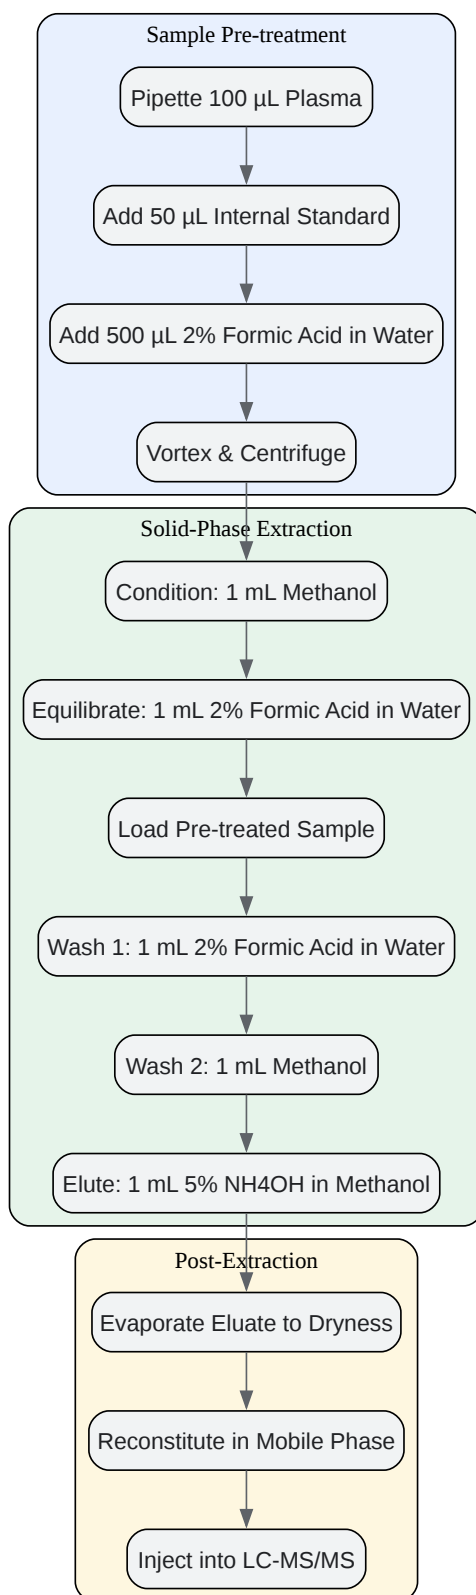 Sample Pre-treatment
Pipette 100 µL Plasma
Add 50 µL Internal Standard
Add 500 µL 2% Formic Acid in Water
Vortex & Centrifuge
Solid-Phase Extraction
Condition: 1 mL Methanol
Equilibrate: 1 mL 2% Formic Acid in Water
Load Pre-treated Sample
Wash 1: 1 mL 2% Formic Acid in Water
Wash 2: 1 mL Methanol
Elute: 1 mL 5% NH4OH in Methanol
Post-Extraction
Evaporate Eluate to Dryness
Reconstitute in Mobile Phase
Inject into LC-MS/MS